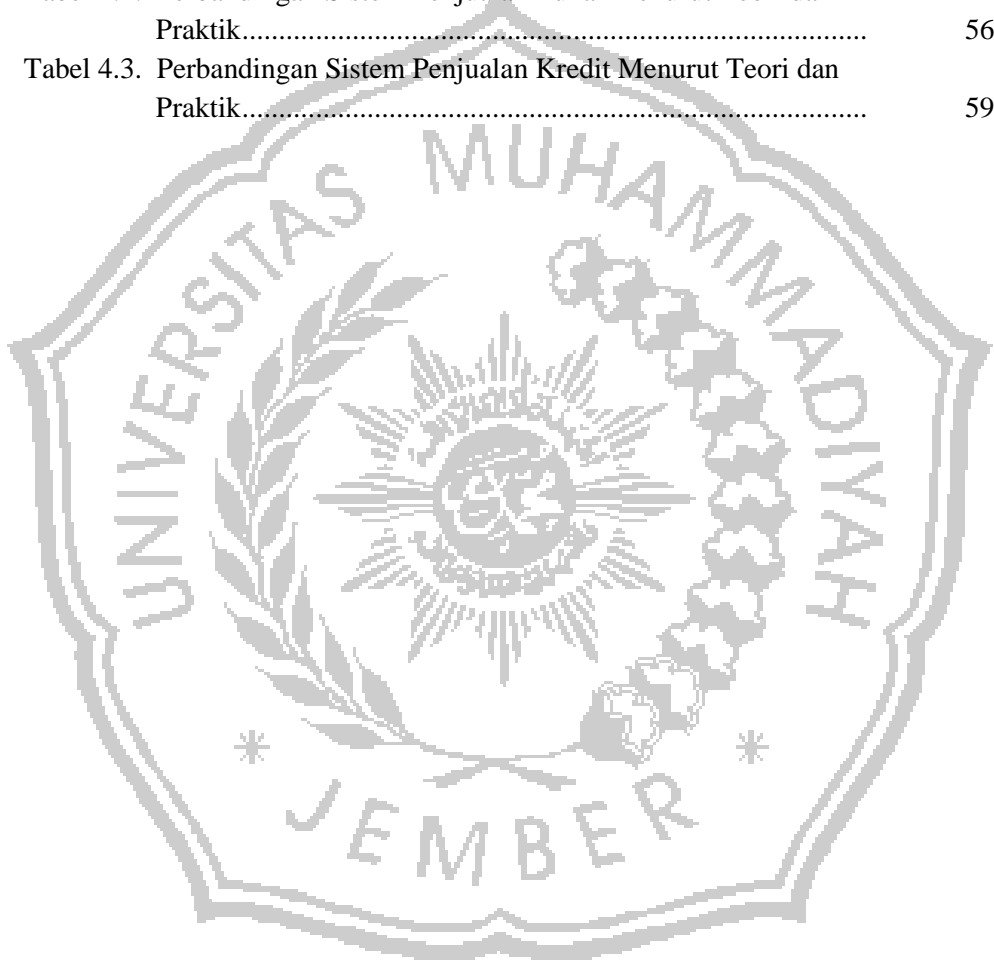 Praktik............................................................................... 56
Tabel 4.3. Perbandingan Sistem Penjualan Kredit Menurut Teori dan
Praktik............................................................................... 59
UNIVERSITAS MUHAMMADIYAH
JEMBER